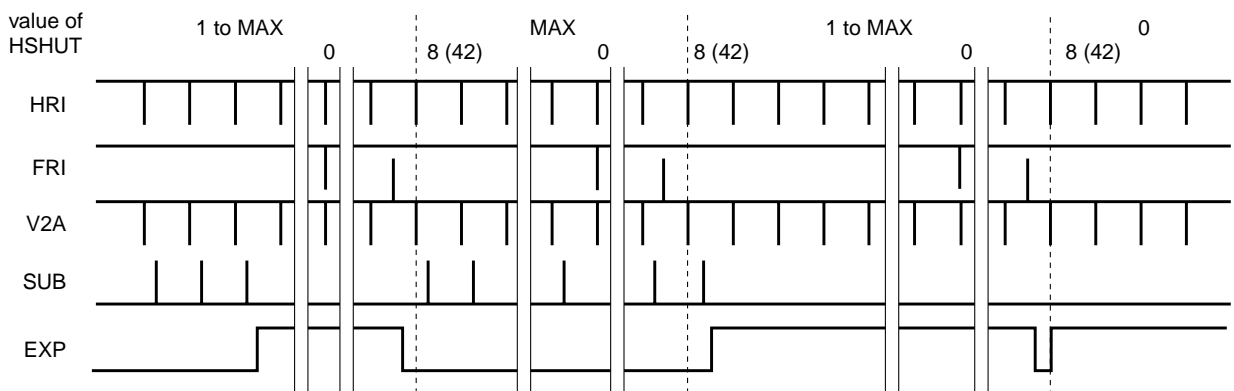 value of
HSHUT
1 to MAX MAX 1 to MAX 0
0 8 (42) 0 8 (42) 0 8 (42)
HRI
FRI
V2A
SUB
EXP